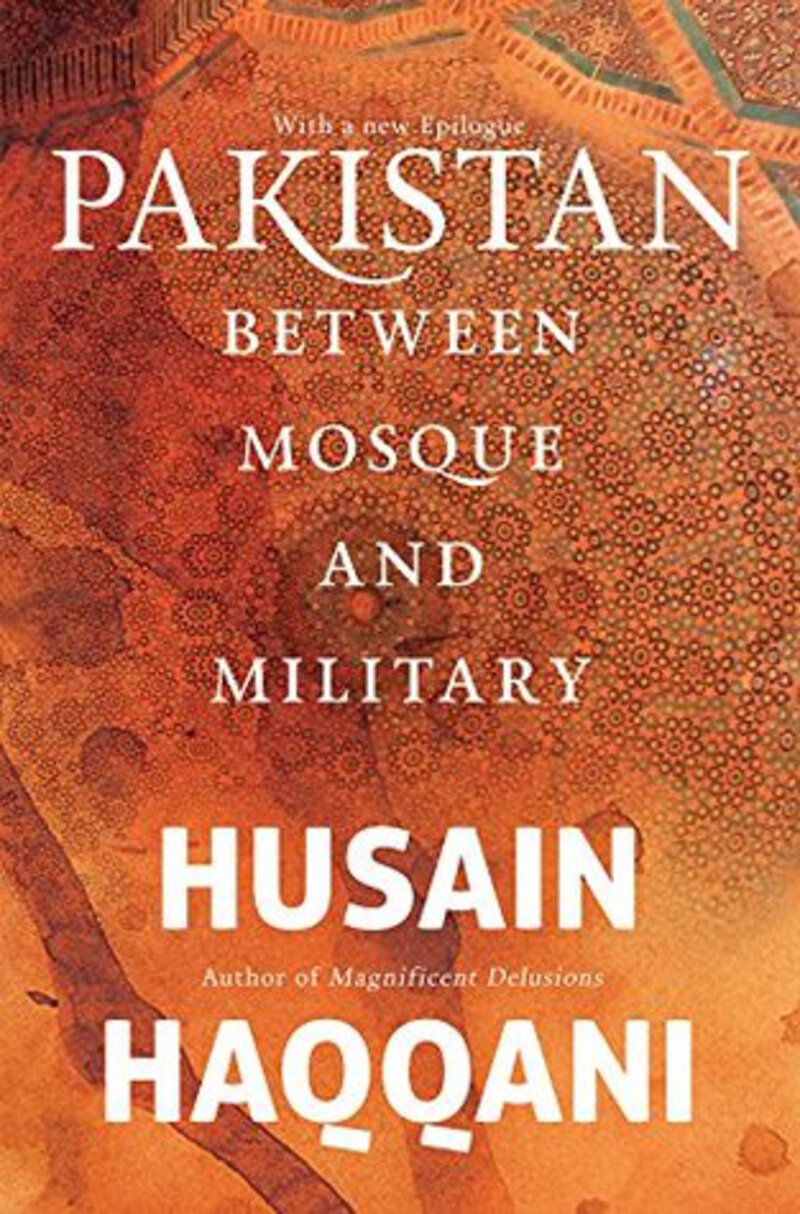 With a new Epilogue
PAKISTAN
BETWEEN
MOSQUE
AND
MILITARY
HUSAIN
Author of Magnificent Delusions
HAQQANI